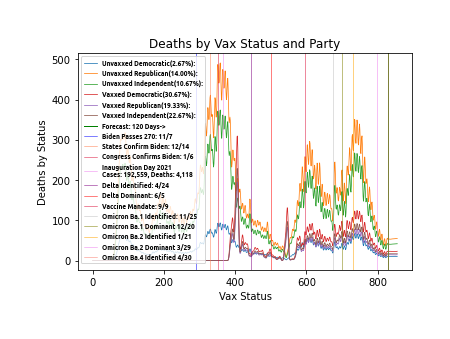 Deaths by Vax Status and Party
Deaths by Status
500
400
300
200
100
0
Unvaxxed Democratic(2.67%):
Unvaxxed Republican(14.00%):
Unvaxxed Independent(10.67%):
Vaxxed Democratic(30.67%):
Vaxxed Republican(19.33%):
Vaxxed Independent(22.67%):
Forecast: 120 Days->
Biden Passes 270: 11/7
States Confirm Biden: 12/14
Congress Confirms Biden: 1/6
Inauguration Day 2021
Cases: 192,559, Deaths: 4,118
Delta Identified: 4/24
Delta Dominant: 6/5
Vaccine Mandate: 9/9
Omicron Ba.1 Identified: 11/25
Omicron Ba.1 Dominant 12/20
Omicron Ba.2 Identified 1/21
Omicron Ba.2 Dominant 3/29
Omicron Ba.4 Identified 4/30
0
200
400
600
800
Vax Status